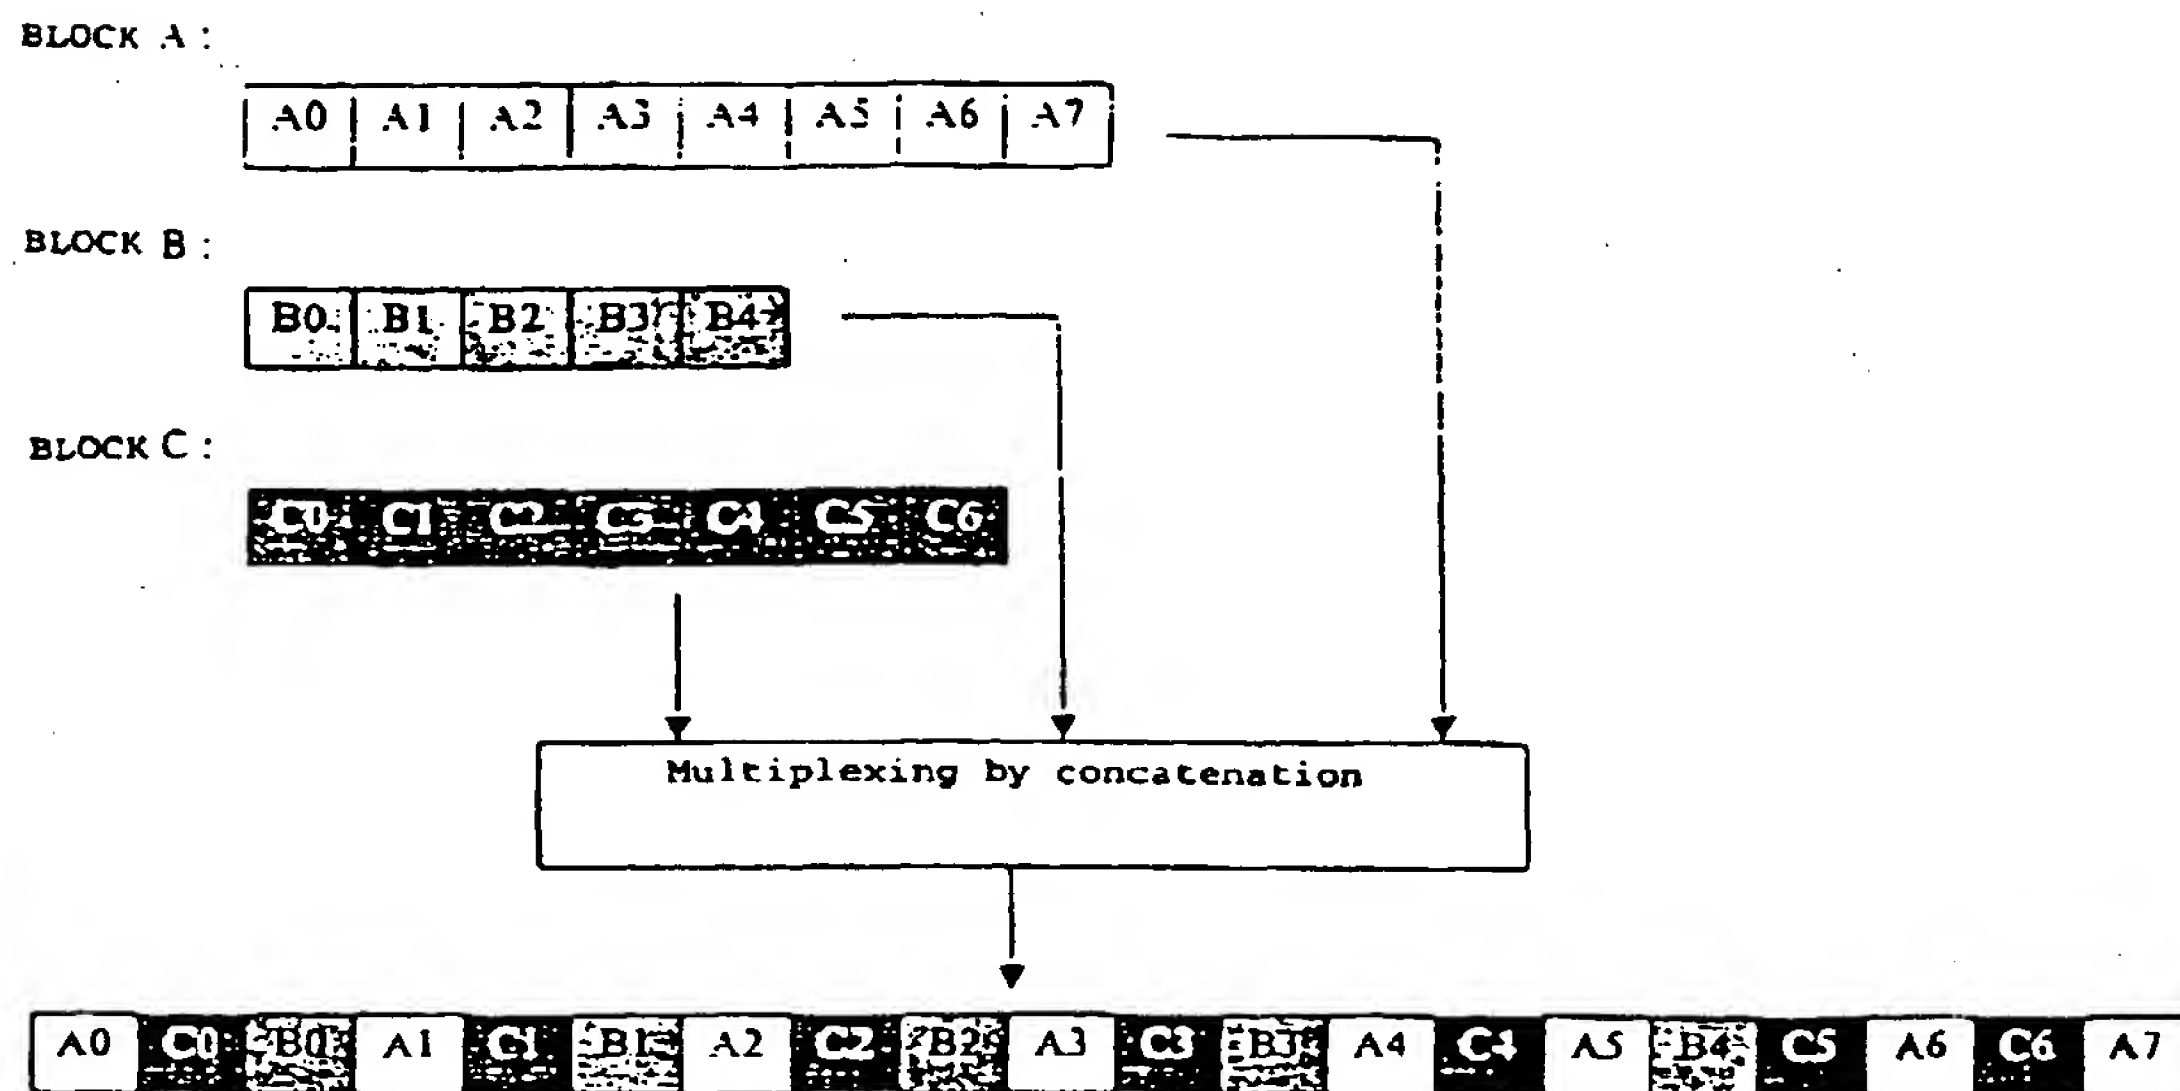 BLOCK A :
A0 A1 A2 A3 A4 A5 A6 A7
BLOCK B :
B0 B1 B2 B3 B4
BLOCK C :
C0 C1 C2 C3 C4 C5 C6
Multiplexing by concatenation
A0 C0 B0 A1 C1 B1 A2 C2 B2 A3 C3 B3 A4 C4 A5 B4 C5 A6 C6 A7